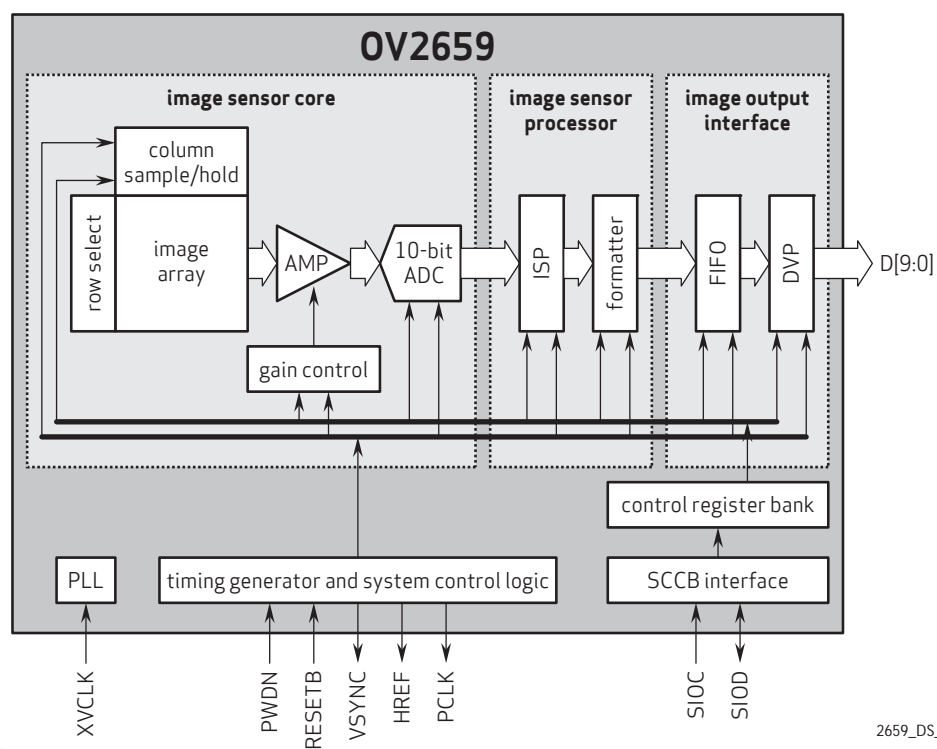 OV2659
image sensor core
image sensor
processor
image output
interface
column
sample/hold
row select
image
array
AMP
10-bit
ADC
ISP
formatter
FIFO
DVP
D[9:0]
gain control
control register bank
PLL
timing generator and system control logic
SCCB interface
XVCLK
PWDN
RESETB
VSYNC
HREF
PCLK
SIOC
SIOD
2659_DS_